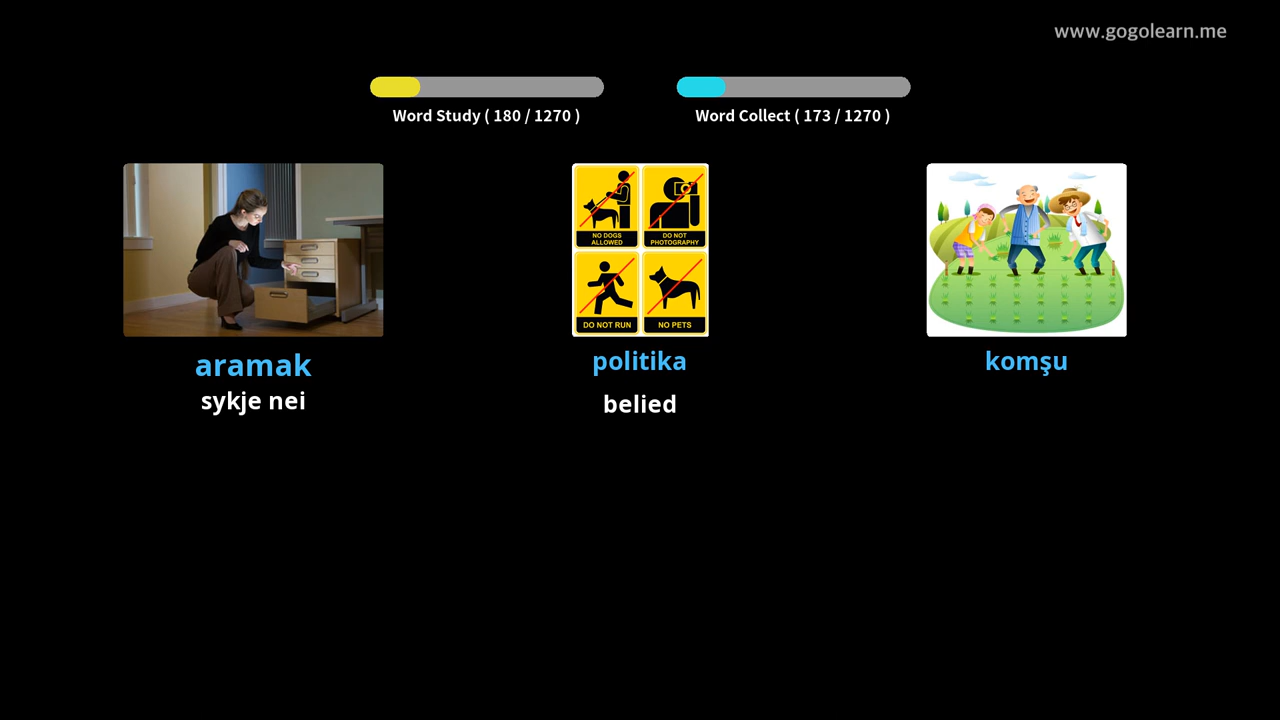 www.gogolearn.me
Word Study ( 180 / 1270 )
Word Collect ( 173 / 1270 )
NO DOGS
ALLOWED
DO NOT
PHOTOGRAPHY
DO NOT RUN
NO PETS
aramak
politika
komşu
sykje nei
belied